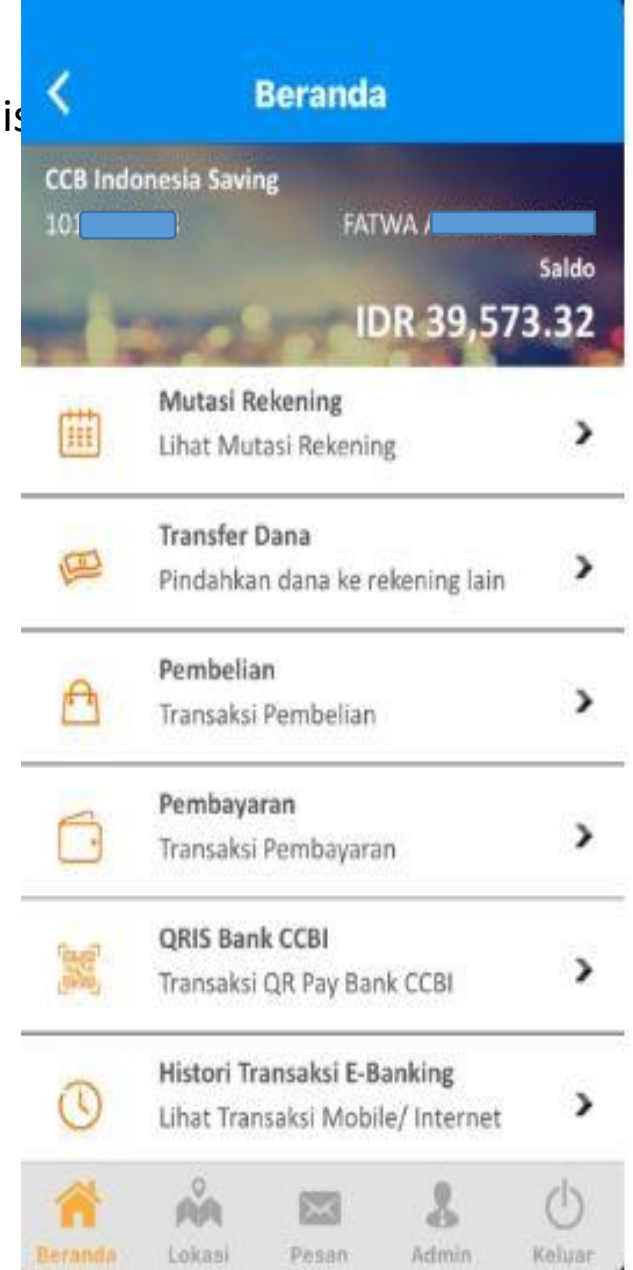 Beranda
is
CCB Indonesia Saving
101 FATWA A
Saldo
IDR 39,573.32
Mutasi Rekening
Lihat Mutasi Rekening
Transfer Dana
Pindahkan dana ke rekening lain
Pembelian
Transaksi Pembelian
Pembayaran
Transaksi Pembayaran
QRIS Bank CCBI
Transaksi QR Pay Bank CCBI
Histori Transaksi E-Banking
Lihat Transaksi Mobile/ Internet
Beranda Lokasi Pesan Admin Keluar